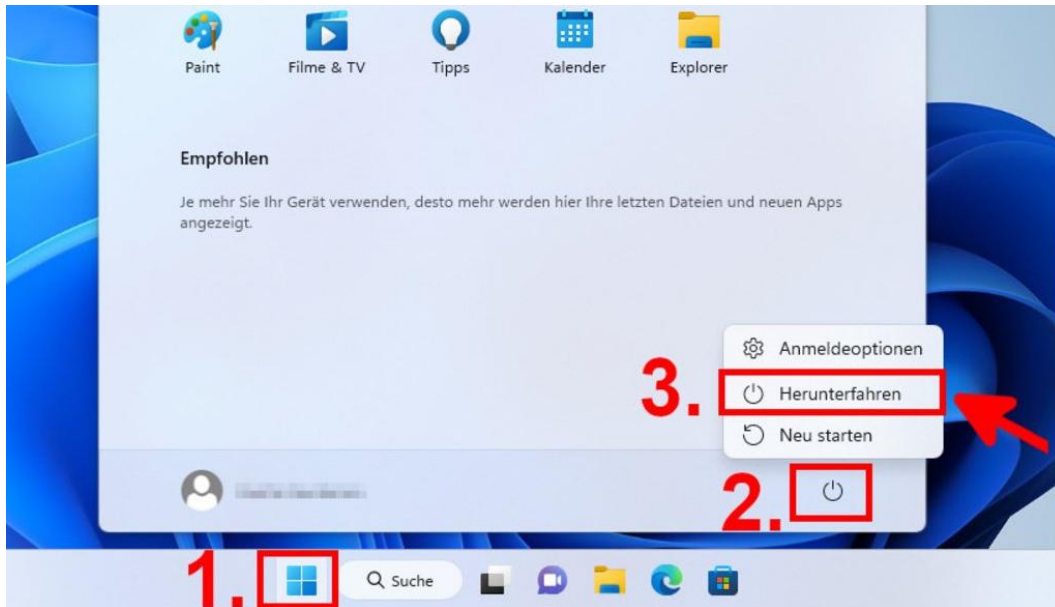 Paint Filme & TV Tipps Kalender Explorer
Empfohlen
Je mehr Sie Ihr Gerät verwenden, desto mehr werden hier Ihre letzten Dateien und neuen Apps
angezeigt.
Anmeldeoptionen
3. Herunterfahren
Neu starten
2.
1. Suche